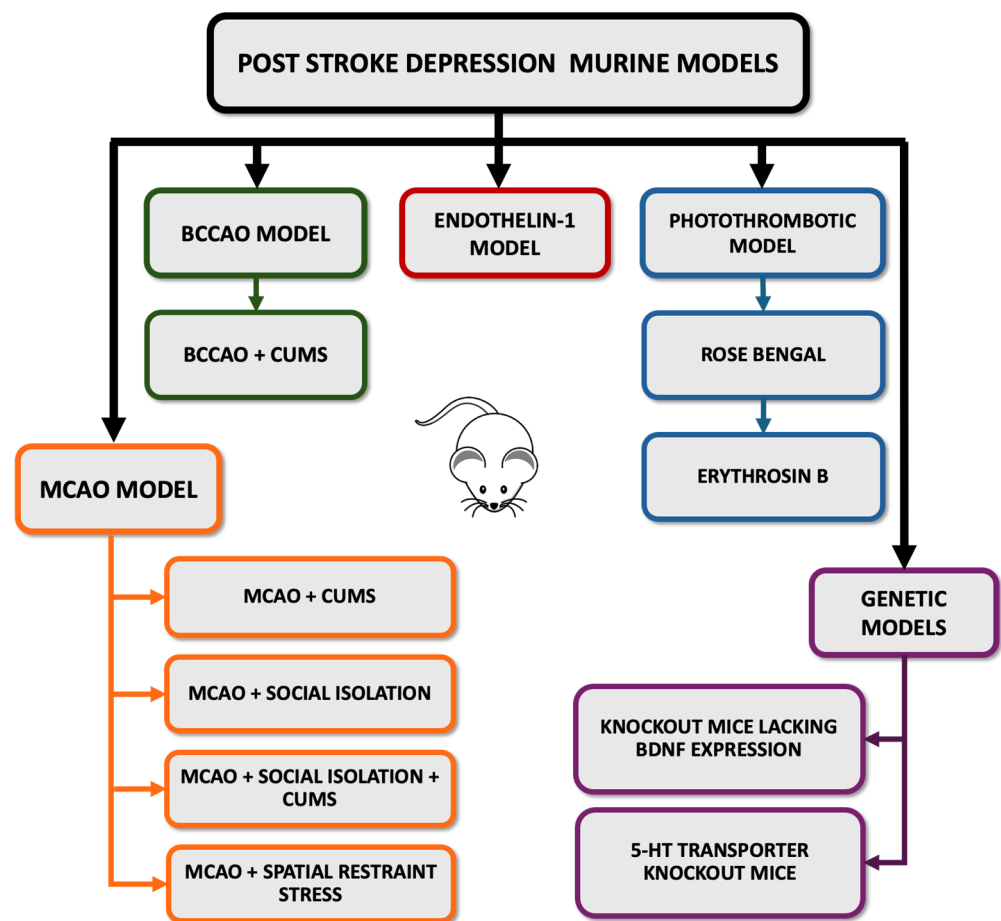 POST STROKE DEPRESSION MURINE MODELS
BCCAO MODEL
BCCAO + CUMS
ENDOTHELIN-1
MODEL
PHOTOTHROMBOTIC
MODEL
ROSE BENGAL
ERYTHROSIN B
MCAO MODEL
MCAO + CUMS
MCAO + SOCIAL ISOLATION
MCAO + SOCIAL ISOLATION +
CUMS
MCAO + SPATIAL RESTRAINT
STRESS
GENETIC
MODELS
KNOCKOUT MICE LACKING
BDNF EXPRESSION
5-HT TRANSPORTER
KNOCKOUT MICE